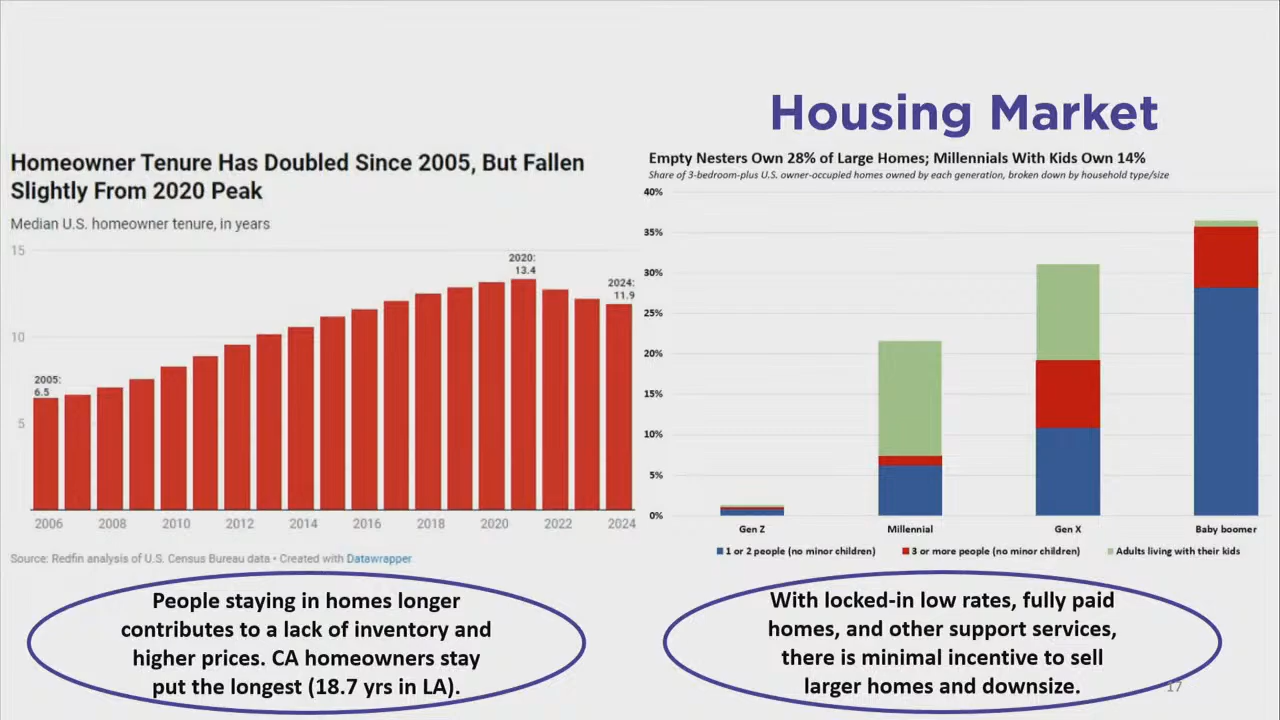 Housing Market
Homeowner Tenure Has Doubled Since 2005, But Fallen
Slightly From 2020 Peak
Median U.S. homeowner tenure, in years
15
10
5
2005:
6.5
2020:
13.4
2024:
11.9
2006 2008 2010 2012 2014 2016 2018 2020 2022 2024
Source: Redfin analysis of U.S. Census Bureau data • Created with Datawrapper
People staying in homes longer
contributes to a lack of inventory and
higher prices. CA homeowners stay
put the longest (18.7 yrs in LA).
Empty Nesters Own 28% of Large Homes; Millennials With Kids Own 14%
Share of 3-bedroom-plus U.S. owner-occupied homes owned by each generation, broken down by household type/size
40%
35%
30%
25%
20%
15%
10%
5%
0%
Gen Z Millennial Gen X Baby boomer
1 or 2 people (no minor children) 3 or more people (no minor children) Adults living with their kids
With locked-in low rates, fully paid
homes, and other support services,
there is minimal incentive to sell
larger homes and downsize.
17